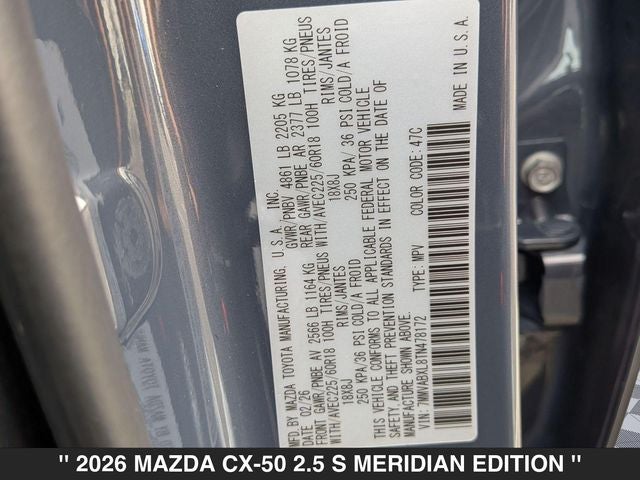 MFD. BY MAZDA TOYOTA MANUFACTURING, U.S.A., INC.
DATE: 02/26 GVWR/PNBV 4861 LB 2205 KG
FRONT GAWR/PNBE AV 2566 LB 1164 KG REAR GAWR/PNBE AR 2377 LB 1078 KG
WITH/AVEC225/60R18 100H TIRES/PNEUS WITH/AVEC225/60R18 100H TIRES/PNEUS
18X8J RIMS/JANTES 18X8J RIMS/JANTES
250 KPA/36 PSI COLD/A FROID 250 KPA/36 PSI COLD/A FROID
THIS VEHICLE CONFORMS TO ALL APPLICABLE FEDERAL MOTOR VEHICLE
SAFETY AND THEFT PREVENTION STANDARDS IN EFFECT ON THE DATE OF
MANUFACTURE SHOWN ABOVE.
VIN: 7MMVABXL8TN478172 TYPE: MPV COLOR CODE: 47C
MADE IN U.S.A.
" 2026 MAZDA CX-50 2.5 S MERIDIAN EDITION "